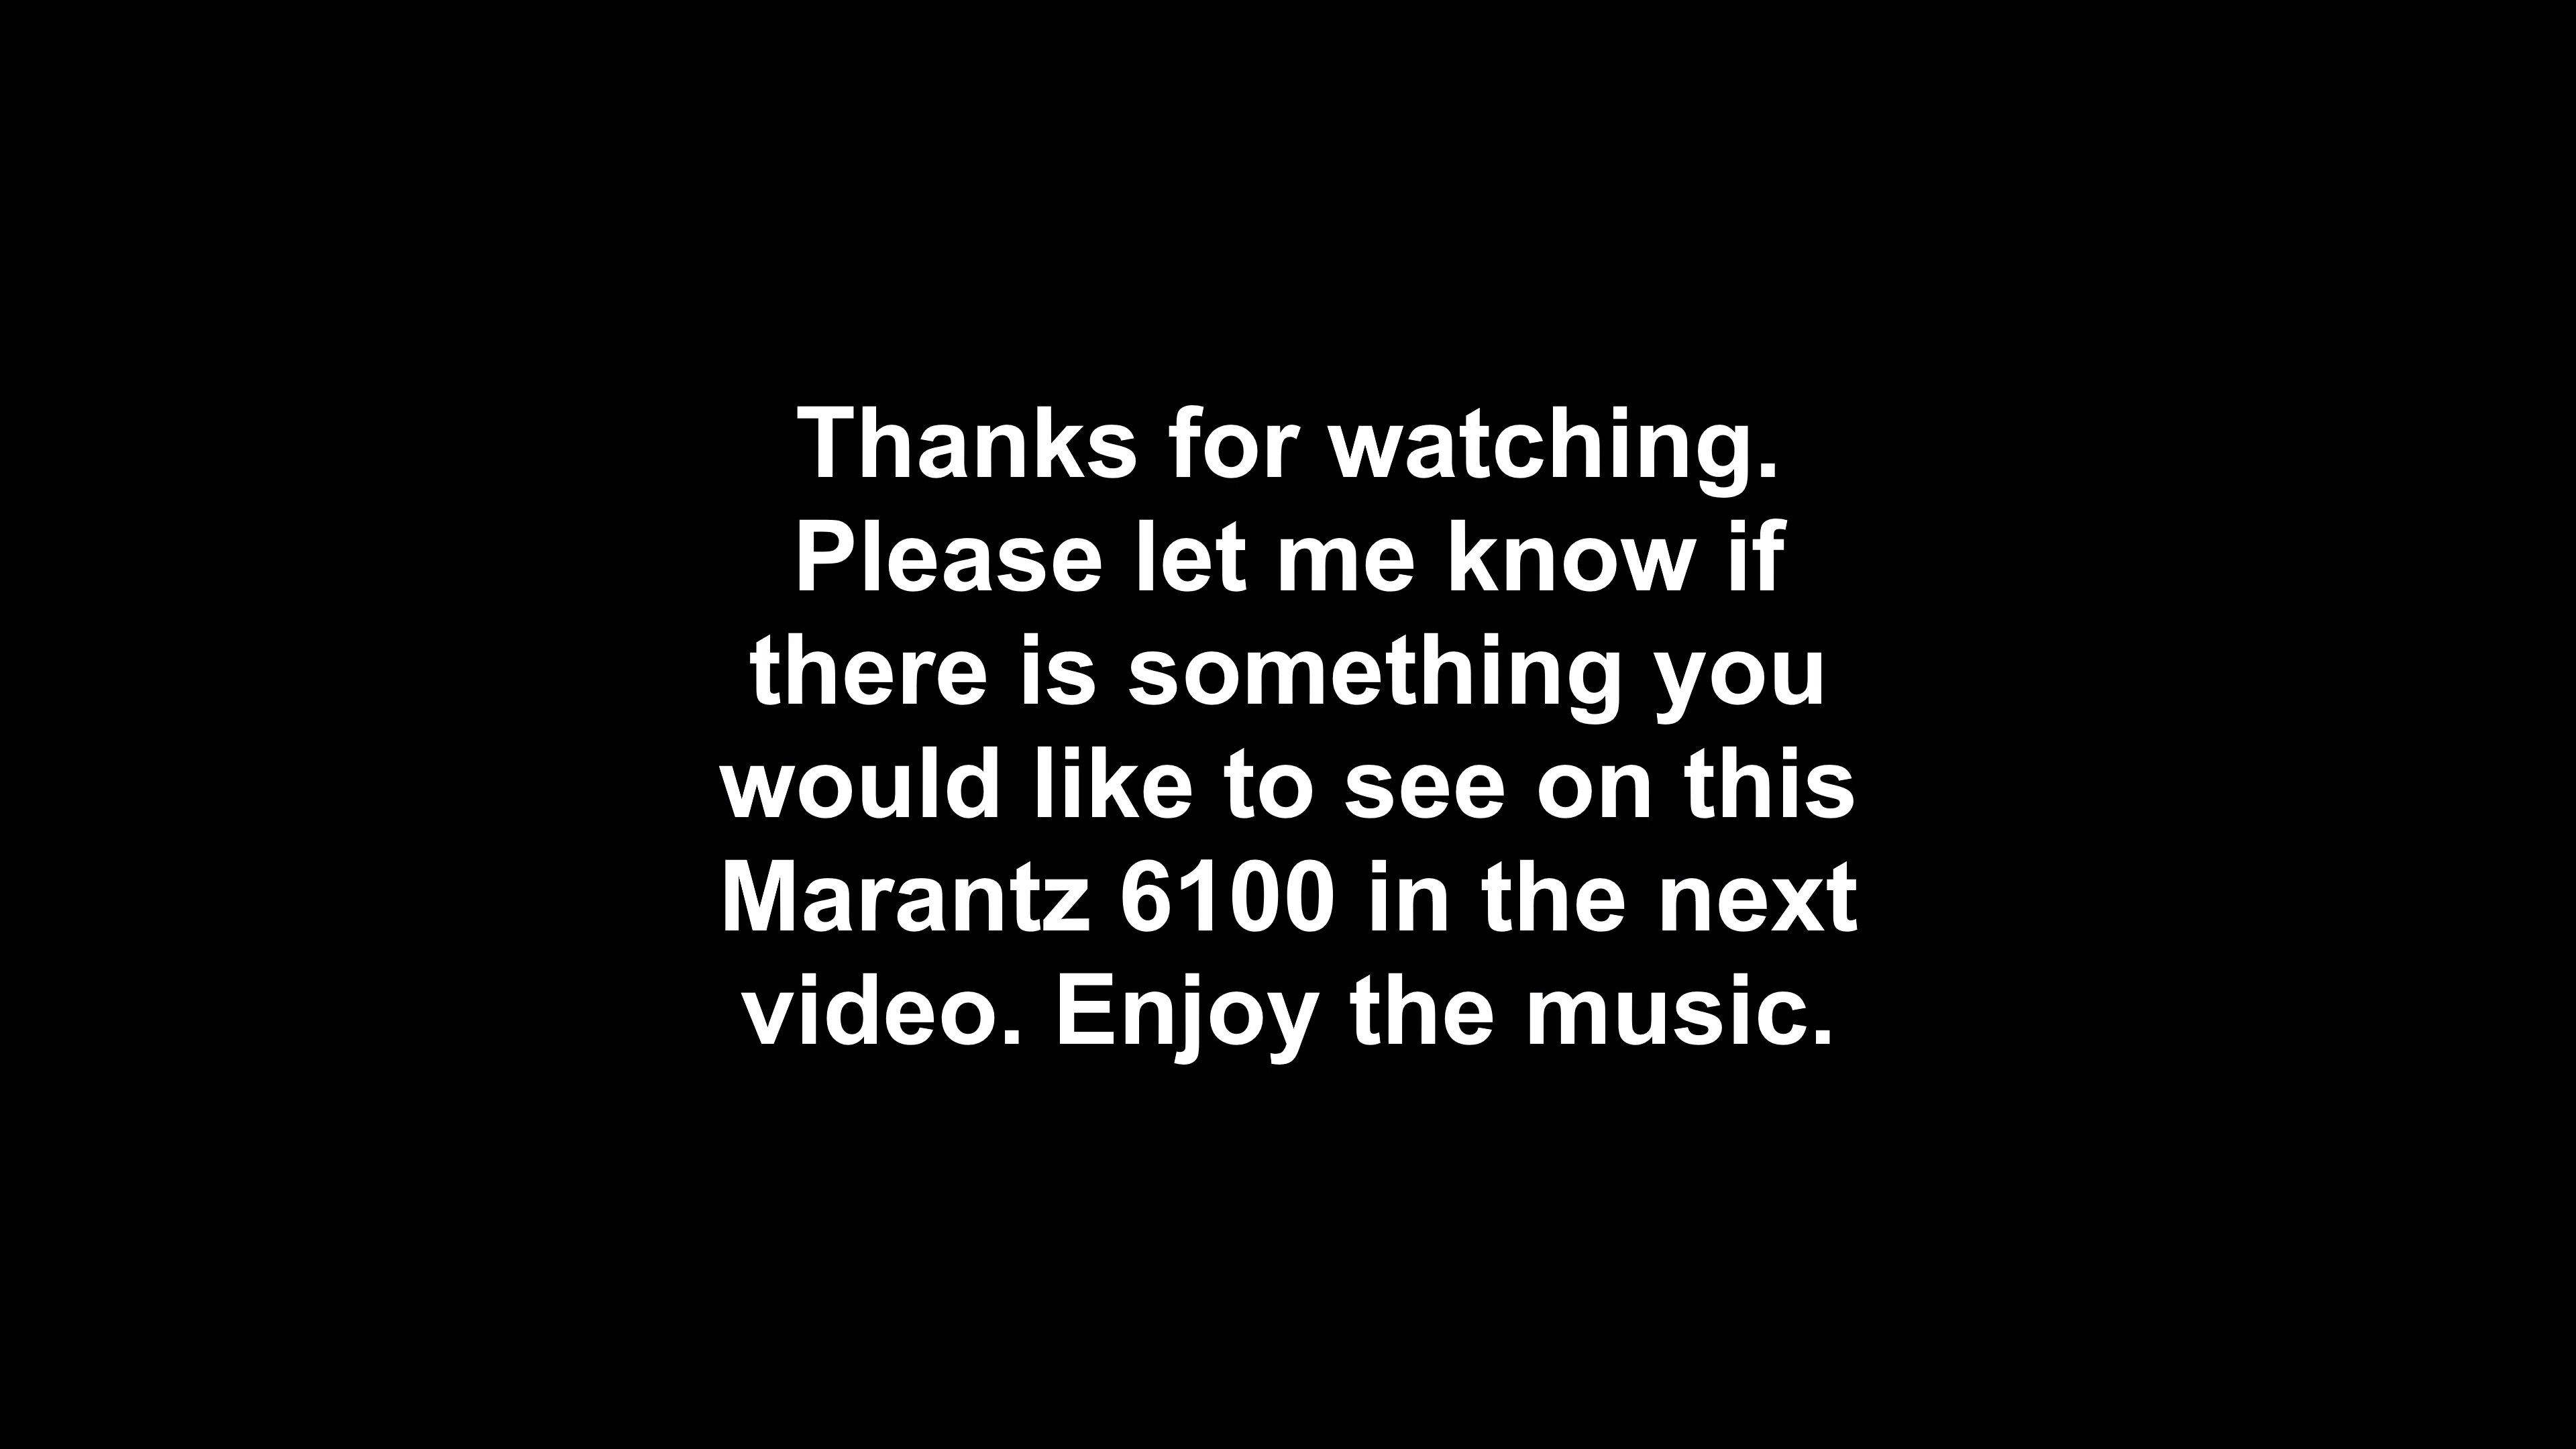 Thanks for watching.
Please let me know if
there is something you
would like to see on this
Marantz 6100 in the next
video. Enjoy the music.